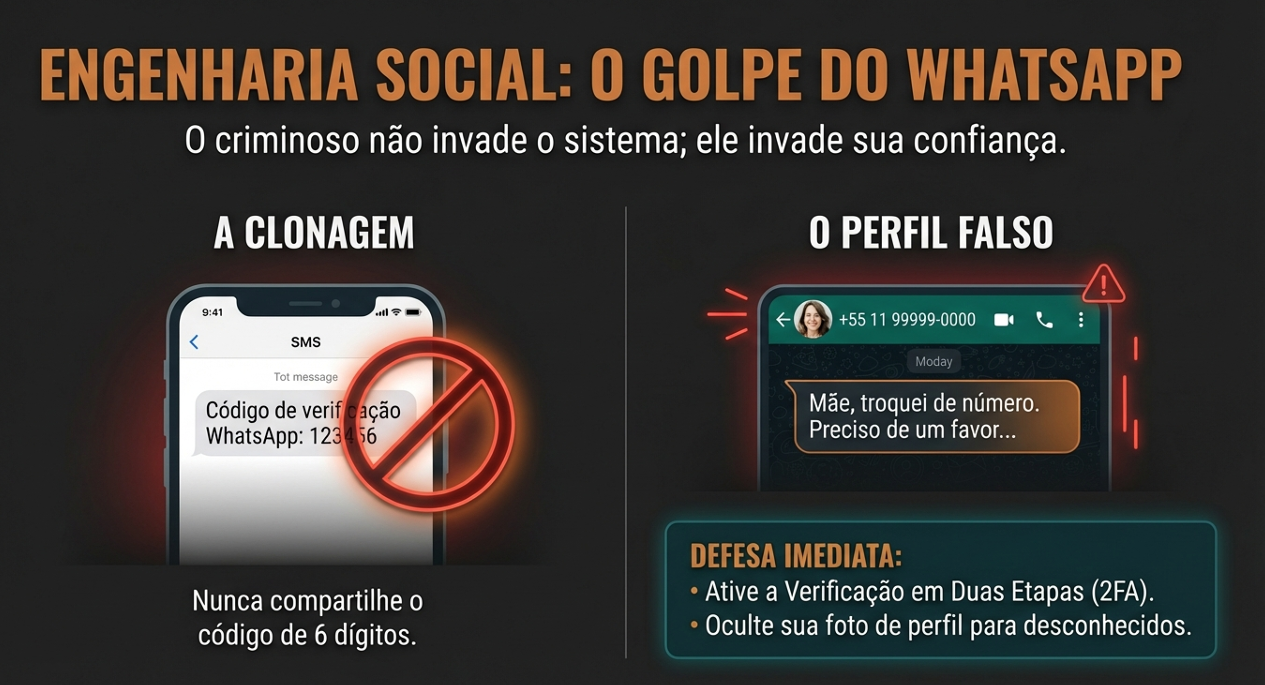 ENGENHARIA SOCIAL: O GOLPE DO WHATSAPP
O criminoso não invade o sistema; ele invade sua confiança.
A CLONAGEM
9:41
SMS
Tot message
Código de verificação
WhatsApp: 123456
Nunca compartilhe o
código de 6 dígitos.
O PERFIL FALSO
+55 11 99999-0000
Moday
Mãe, troquei de número.
Preciso de um favor...
DEFESA IMEDIATA:
• Ative a Verificação em Duas Etapas (2FA).
• Oculte sua foto de perfil para desconhecidos.